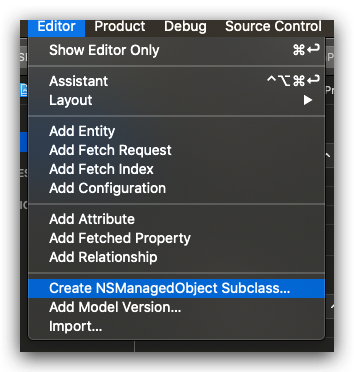 Editor Product Debug Source Control
Show Editor Only ⌘↩
Assistant ^⌥⌘↩
Layout ▶
Add Entity
Add Fetch Request
Add Fetch Index
Add Configuration
Add Attribute
Add Fetched Property
Add Relationship
Create NSManagedObject Subclass...
Add Model Version...
Import...